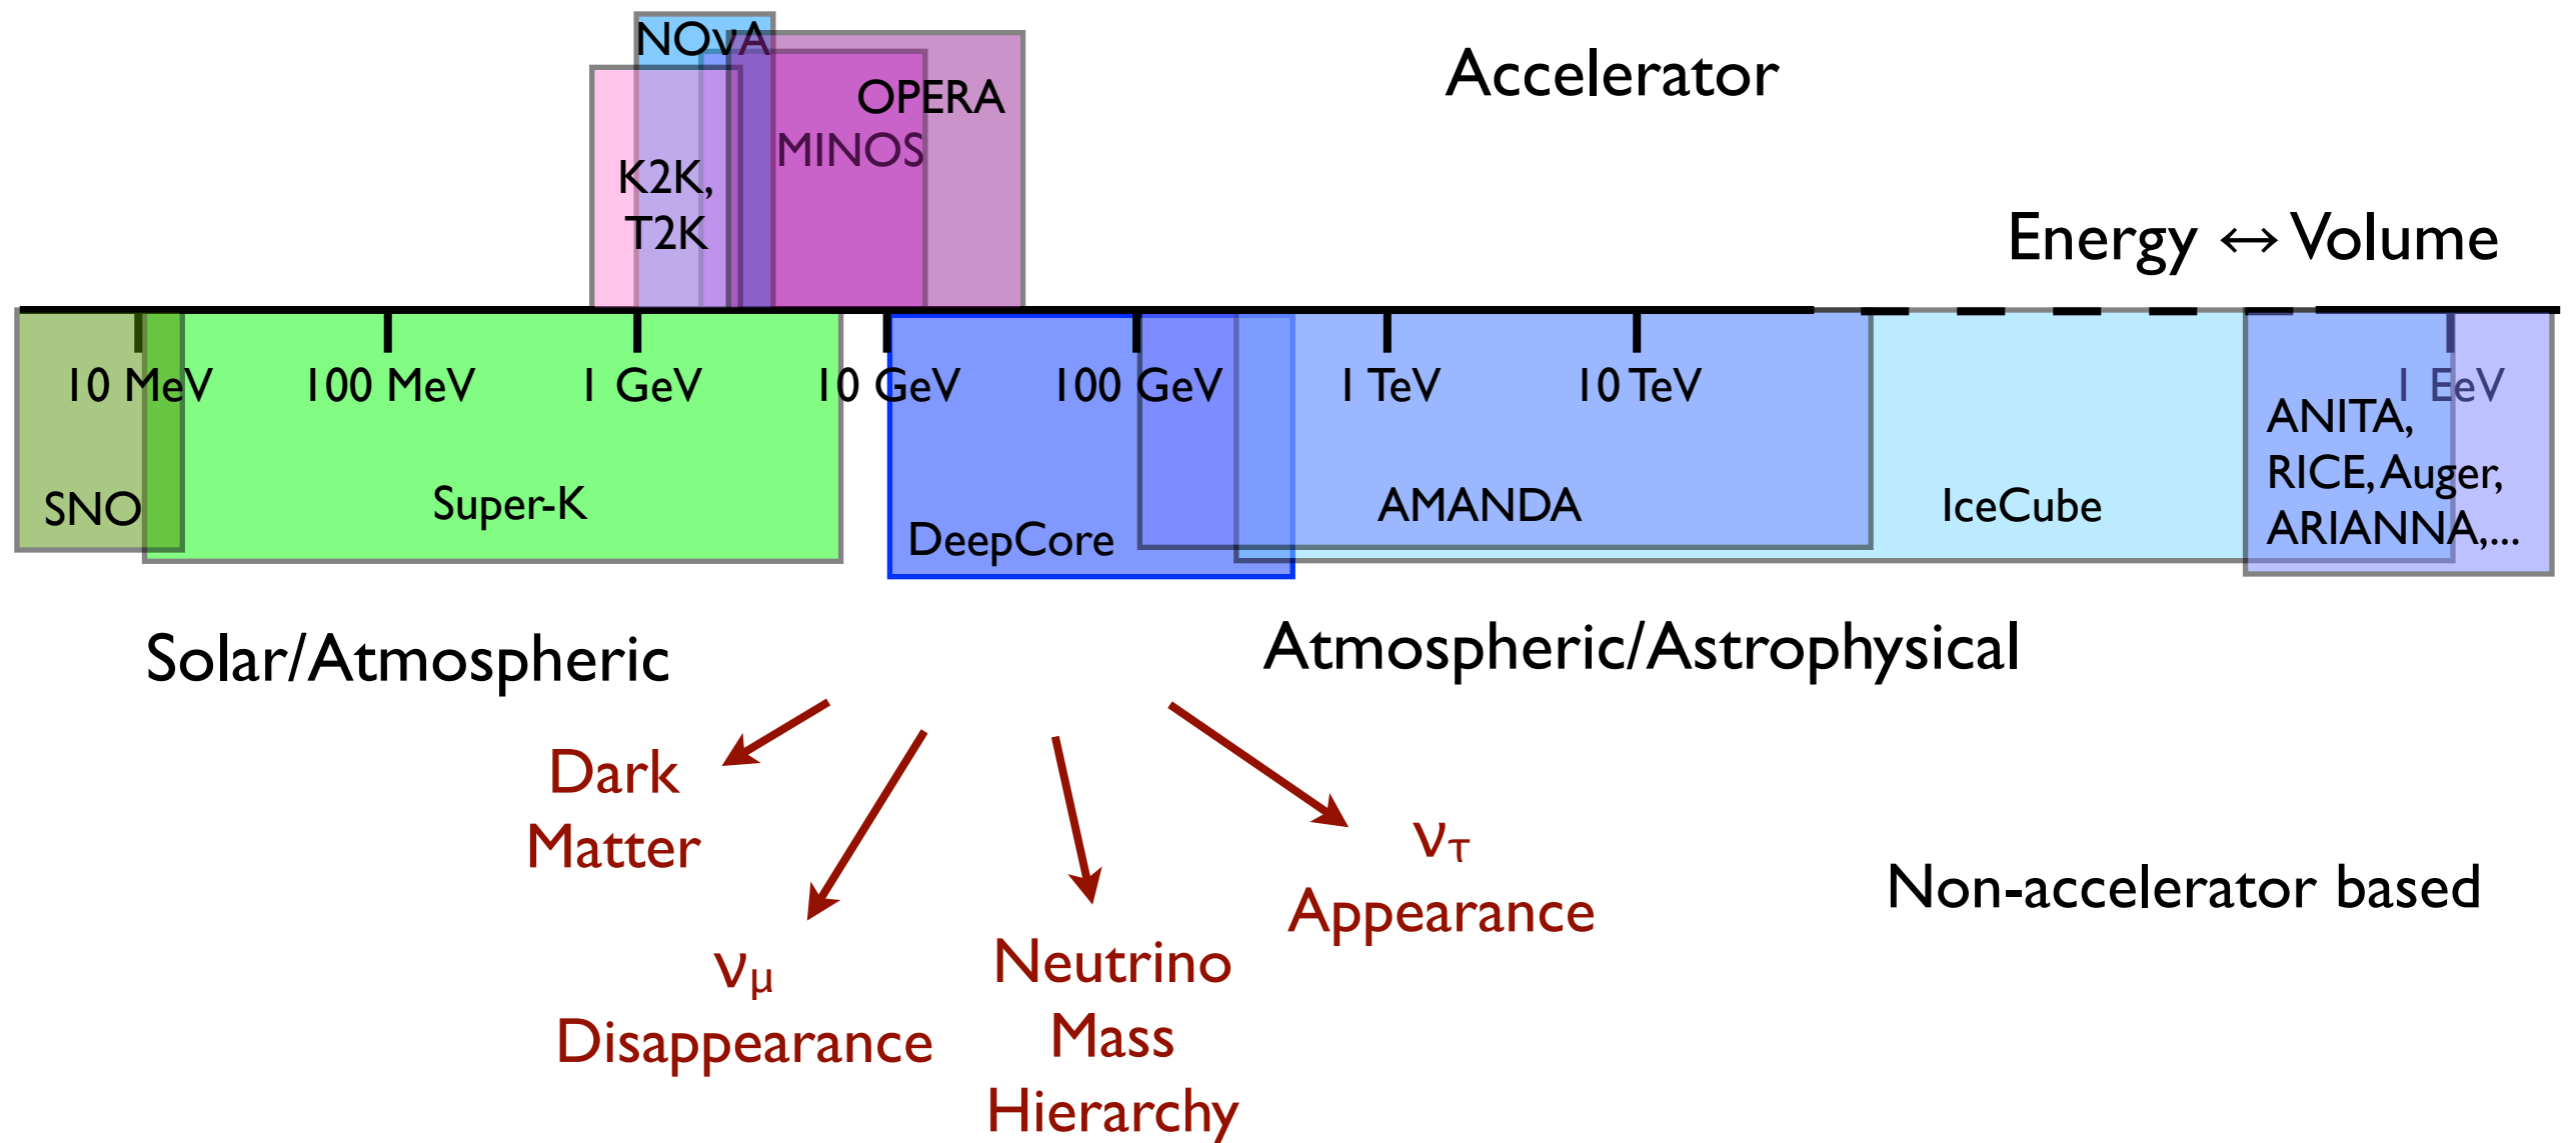 NOνA
Accelerator
OPERA
MINOS
K2K,
T2K
Energy ↔ Volume
10 MeV
100 MeV
1 GeV
10 GeV
100 GeV
1 TeV
10 TeV
1 EeV
ANITA,
RICE, Auger,
ARIANNA,...
SNO
Super-K
DeepCore
AMANDA
IceCube
Solar/Atmospheric
Atmospheric/Astrophysical
Dark
Matter
νμ
Disappearance
Neutrino
Mass
Hierarchy
ντ
Appearance
Non-accelerator based